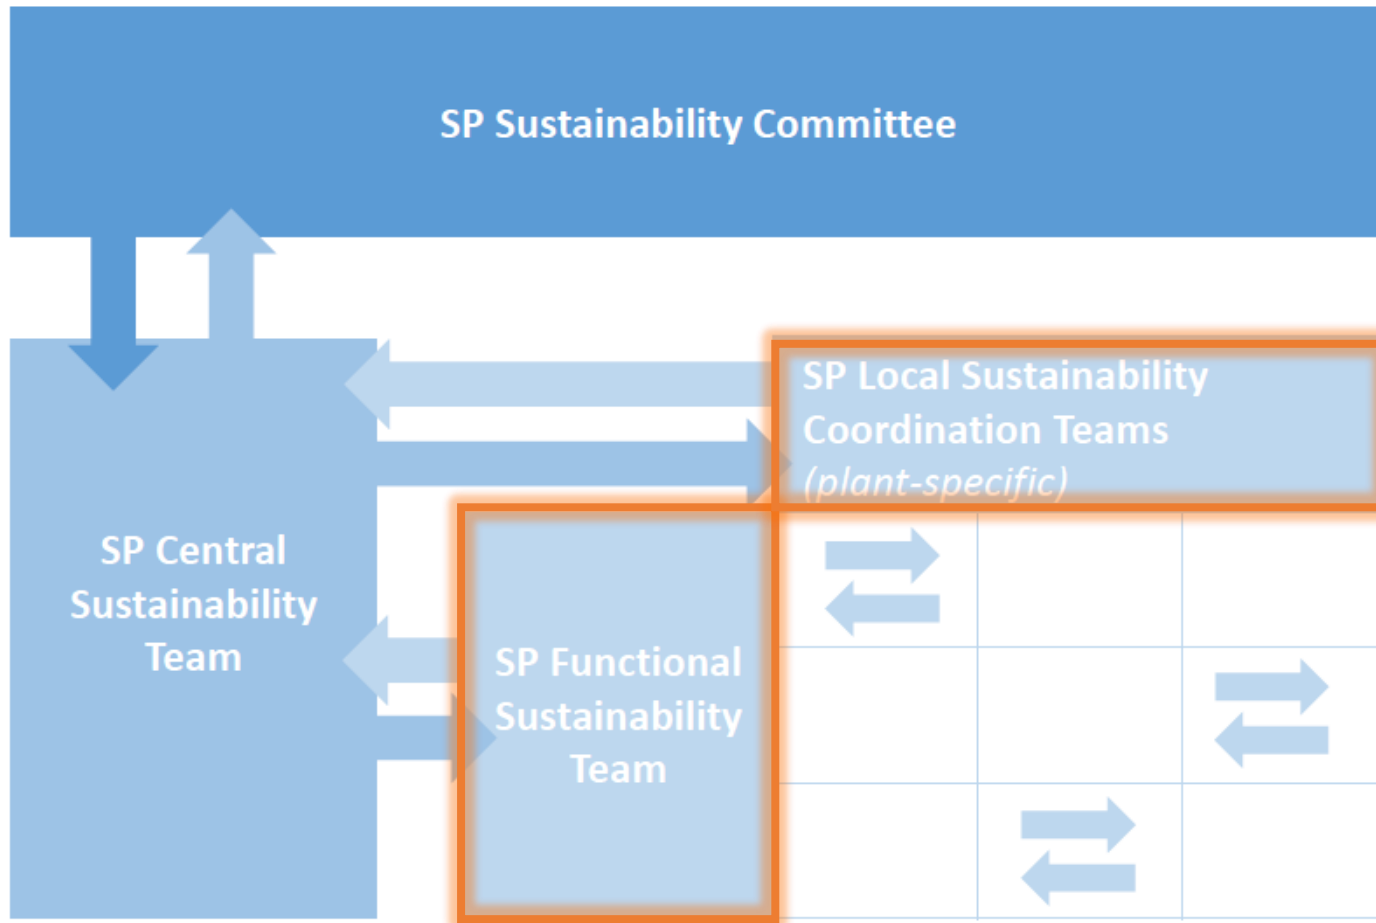 SP Sustainability Committee
SP Local Sustainability
Coordination Teams
(plant-specific)
SP Central
Sustainability
Team
SP Functional
Sustainability
Team